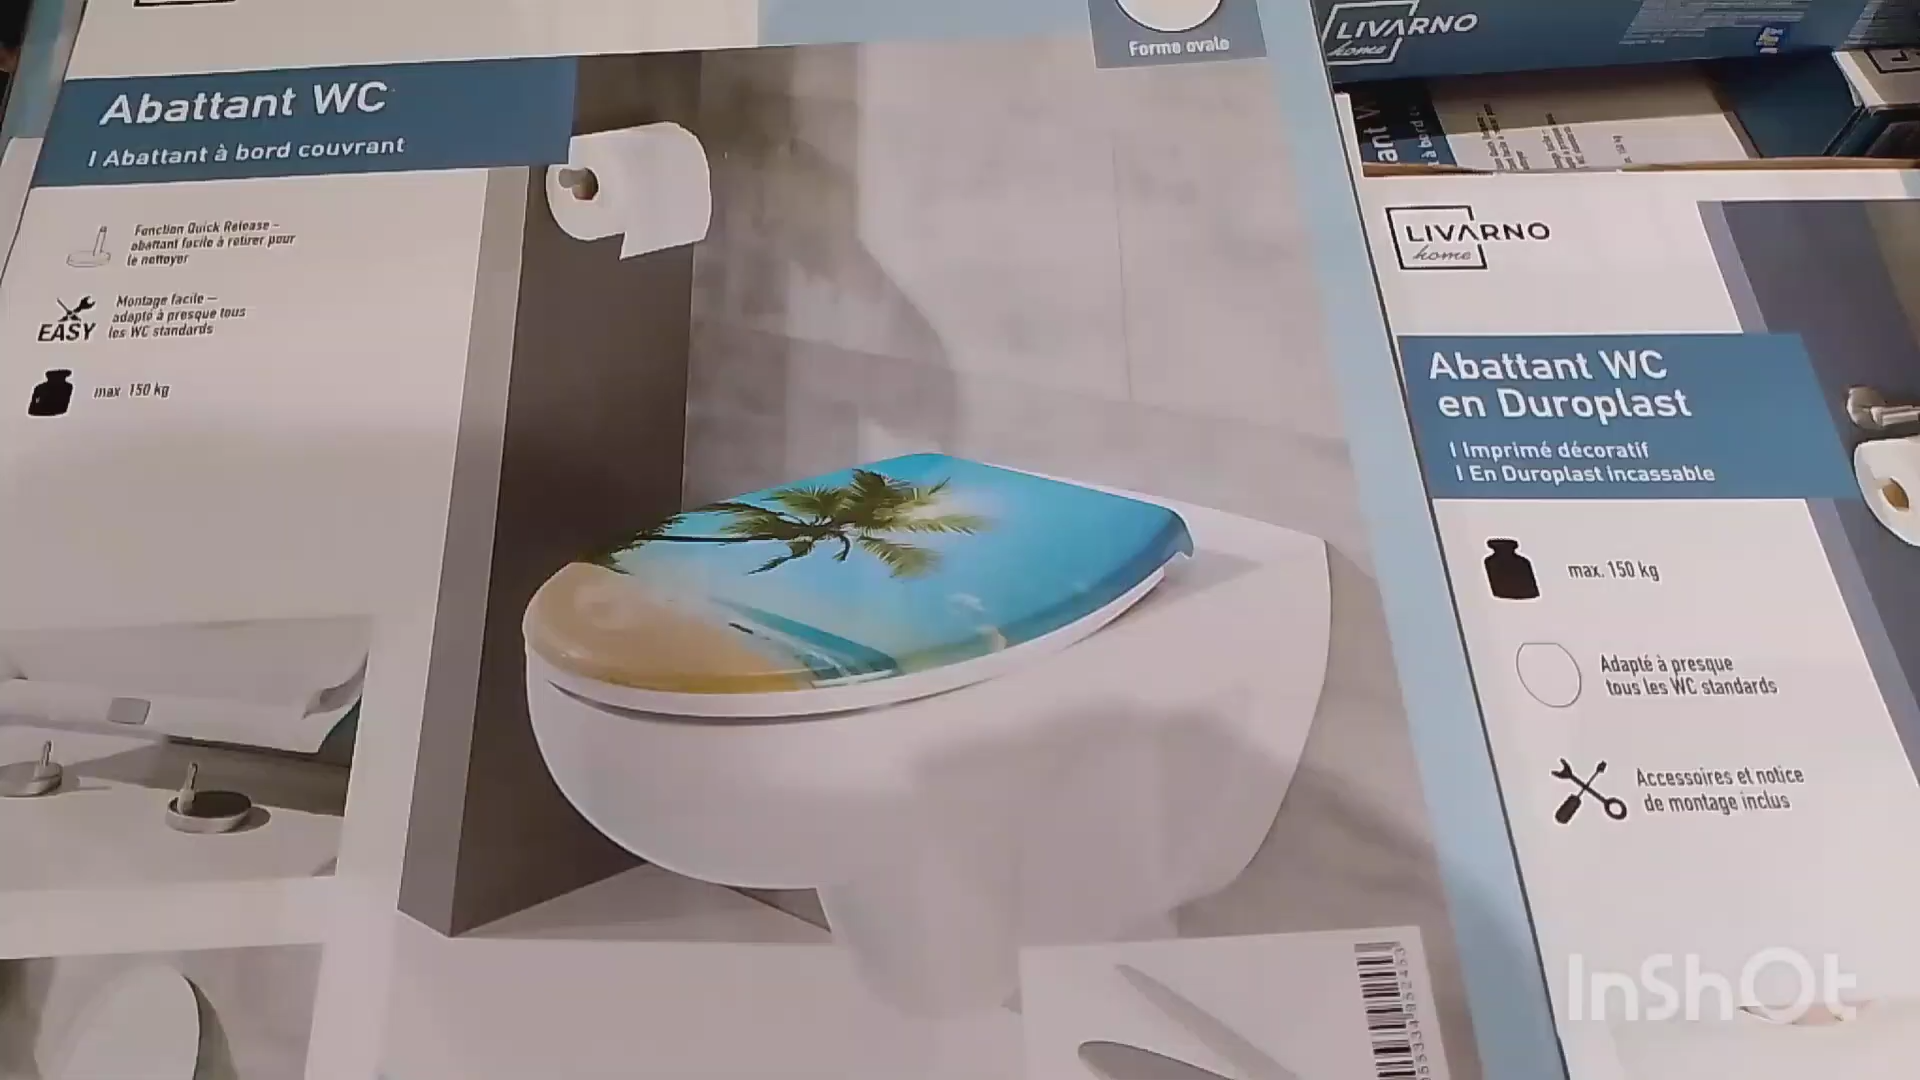 Forme ovale
Abattant WC
| Abattant à bord couvrant
Fonction Quick Release –
abattant facile à retirer pour
le nettoyer
EASY
Montage facile –
adapté à presque tous
les WC standards
max 150 kg
LIVARNO
home
LIVARNO
home
Abattant WC
en Duroplast
| Imprimé décoratif
| En Duroplast incassable
max. 150 kg
Adapté à presque
tous les WC standards
Accessoires et notice
de montage inclus
InShOt